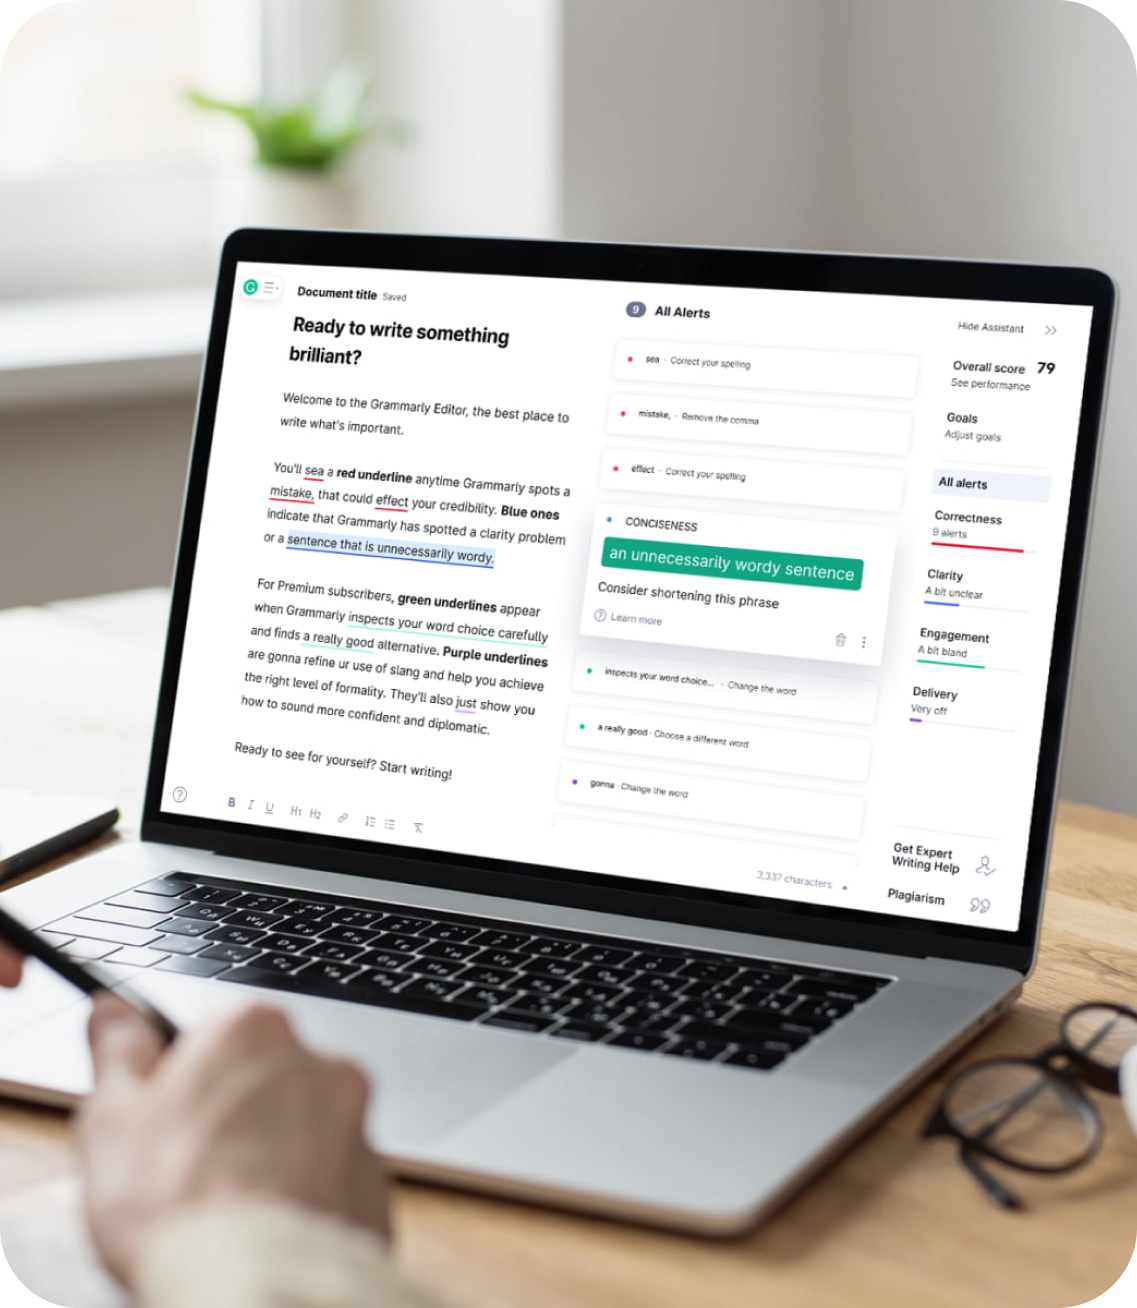 Document title Saved
Ready to write something
brilliant?
Welcome to the Grammarly Editor, the best place to
write what's important.
You'll sea a red underline anytime Grammarly spots a
mistake, that could effect your credibility. Blue ones
indicate that Grammarly has spotted a clarity problem
or a sentence that is unnecessarily wordy.
For Premium subscribers, green underlines appear
when Grammarly inspects your word choice carefully
and finds a really good alternative. Purple underlines
are gonna refine ur use of slang and help you achieve
the right level of formality. They'll also just show you
how to sound more confident and diplomatic.
Ready to see for yourself? Start writing!
B I U H1 H2
9 All Alerts
sea · Correct your spelling
mistake, · Remove the comma
effect · Correct your spelling
CONCISENESS
an unnecessarily wordy sentence
Consider shortening this phrase
Learn more
inspects your word choice... · Change the word
a really good · Choose a different word
gonna · Change the word
3,337 characters
Hide Assistant
Overall score 79
See performance
Goals
Adjust goals
All alerts
Correctness
9 alerts
Clarity
A bit unclear
Engagement
A bit bland
Delivery
Very off
Get Expert
Writing Help
Plagiarism